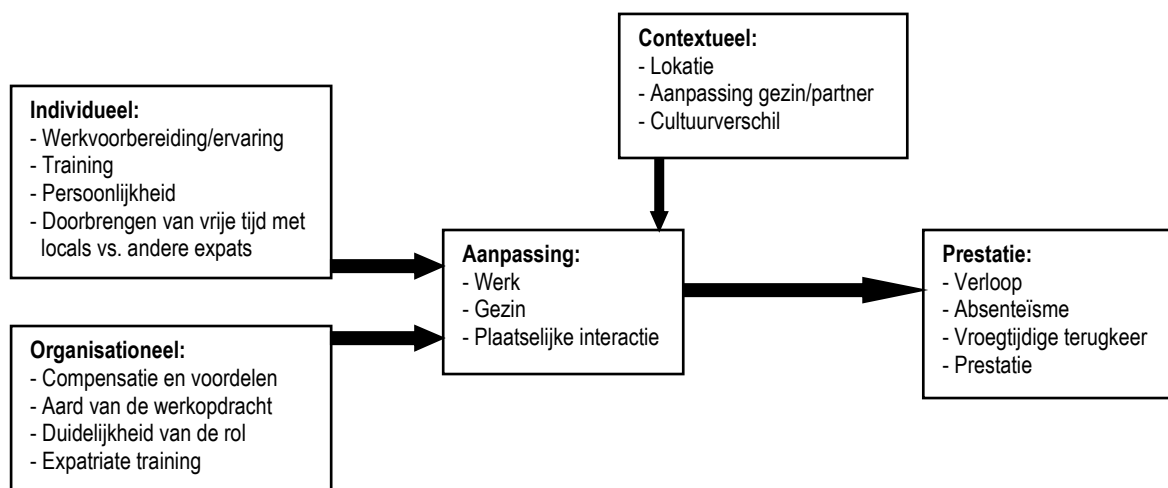 Contextueel:
- Lokatie
- Aanpassing gezin/partner
- Cultuurverschil
Individueel:
- Werkvoorbereiding/ervaring
- Training
- Persoonlijkheid
- Doorbrengen van vrije tijd met
locals vs. andere expats
Aanpassing:
- Werk
- Gezin
- Plaatselijke interactie
Prestatie:
- Verloop
- Absenteïsme
- Vroegtijdige terugkeer
- Prestatie
Organisationeel:
- Compensatie en voordelen
- Aard van de werkopdracht
- Duidelijkheid van de rol
- Expatriate training